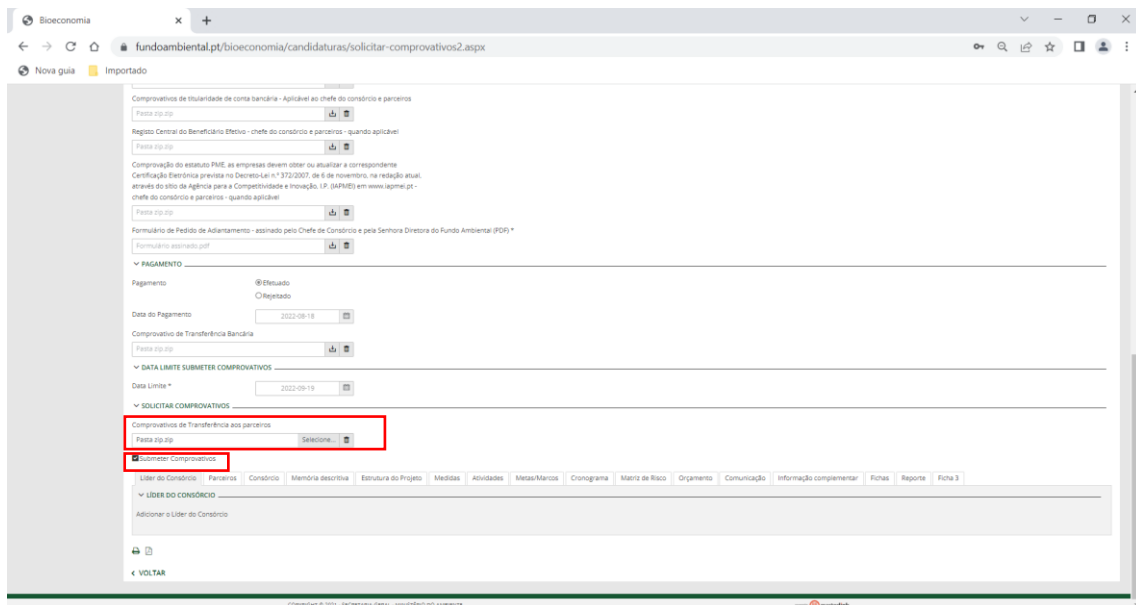 Bioeconomia
fundoambiental.pt/bioeconomia/candidaturas/solicitar-comprovativos2.aspx
Nova guia Importado
Comprovativos de titularidade de conta bancária - Aplicável ao chefe do consórcio e parceiros
Pasta zip.zip
Registo Central do Beneficiário Efetivo - chefe do consórcio e parceiros - quando aplicável
Pasta zip.zip
Comprovação do estatuto PME, as empresas devem obter ou atualizar a correspondente
Certificação Eletrónica prevista no Decreto-Lei n.º 372/2007, de 6 de novembro, na redação atual,
através do sítio da Agência para a Competitividade e Inovação, I.P. (IAPMEI) em www.iapmei.pt -
chefe do consórcio e parceiros - quando aplicável
Pasta zip.zip
Formulário de Pedido de Adiantamento - assinado pelo Chefe de Consórcio e pela Senhora Diretora do Fundo Ambiental (PDF) *
Formulário assinado.pdf
PAGAMENTO
Pagamento Efetuado
Rejeitado
Data do Pagamento 2022-08-18
Comprovativo de Transferência Bancária
Pasta zip.zip
DATA LIMITE SUBMETER COMPROVATIVOS
Data Limite * 2022-09-19
SOLICITAR COMPROVATIVOS
Comprovativos de Transferência aos parceiros
Pasta zip.zip Selecione...
Submeter Comprovativos
Líder do Consórcio Parceiros Consórcio Memória descritiva Estrutura do Projeto Medidas Atividades Metas/Marcos Cronograma Matriz de Risco Orçamento Comunicação Informação complementar Fichas Reporte Ficha 3
LÍDER DO CONSÓRCIO
Adicionar o Líder do Consórcio
VOLTAR